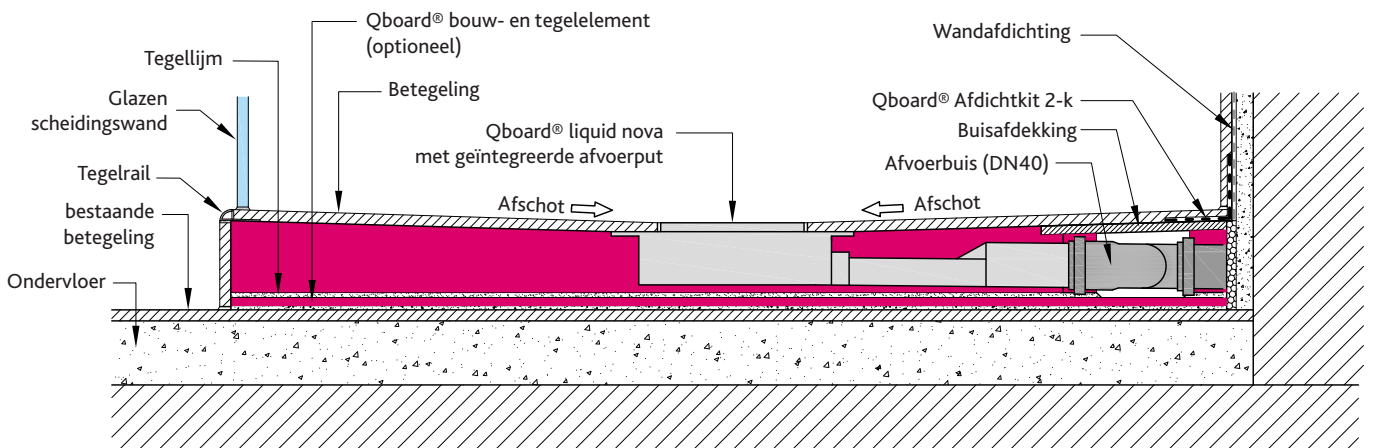 Qboard® bouw- en tegelelement
(optioneel)
Tegellijm
Betegeling
Glazen
scheidingswand
Qboard® liquid nova
met geïntegreerde afvoerput
Tegelrail
bestaande
betegeling
Ondervloer
Afschot
Afschot
Wandafdichting
Qboard® Afdichtkit 2-k
Buisafdekking
Afvoerbuis (DN40)